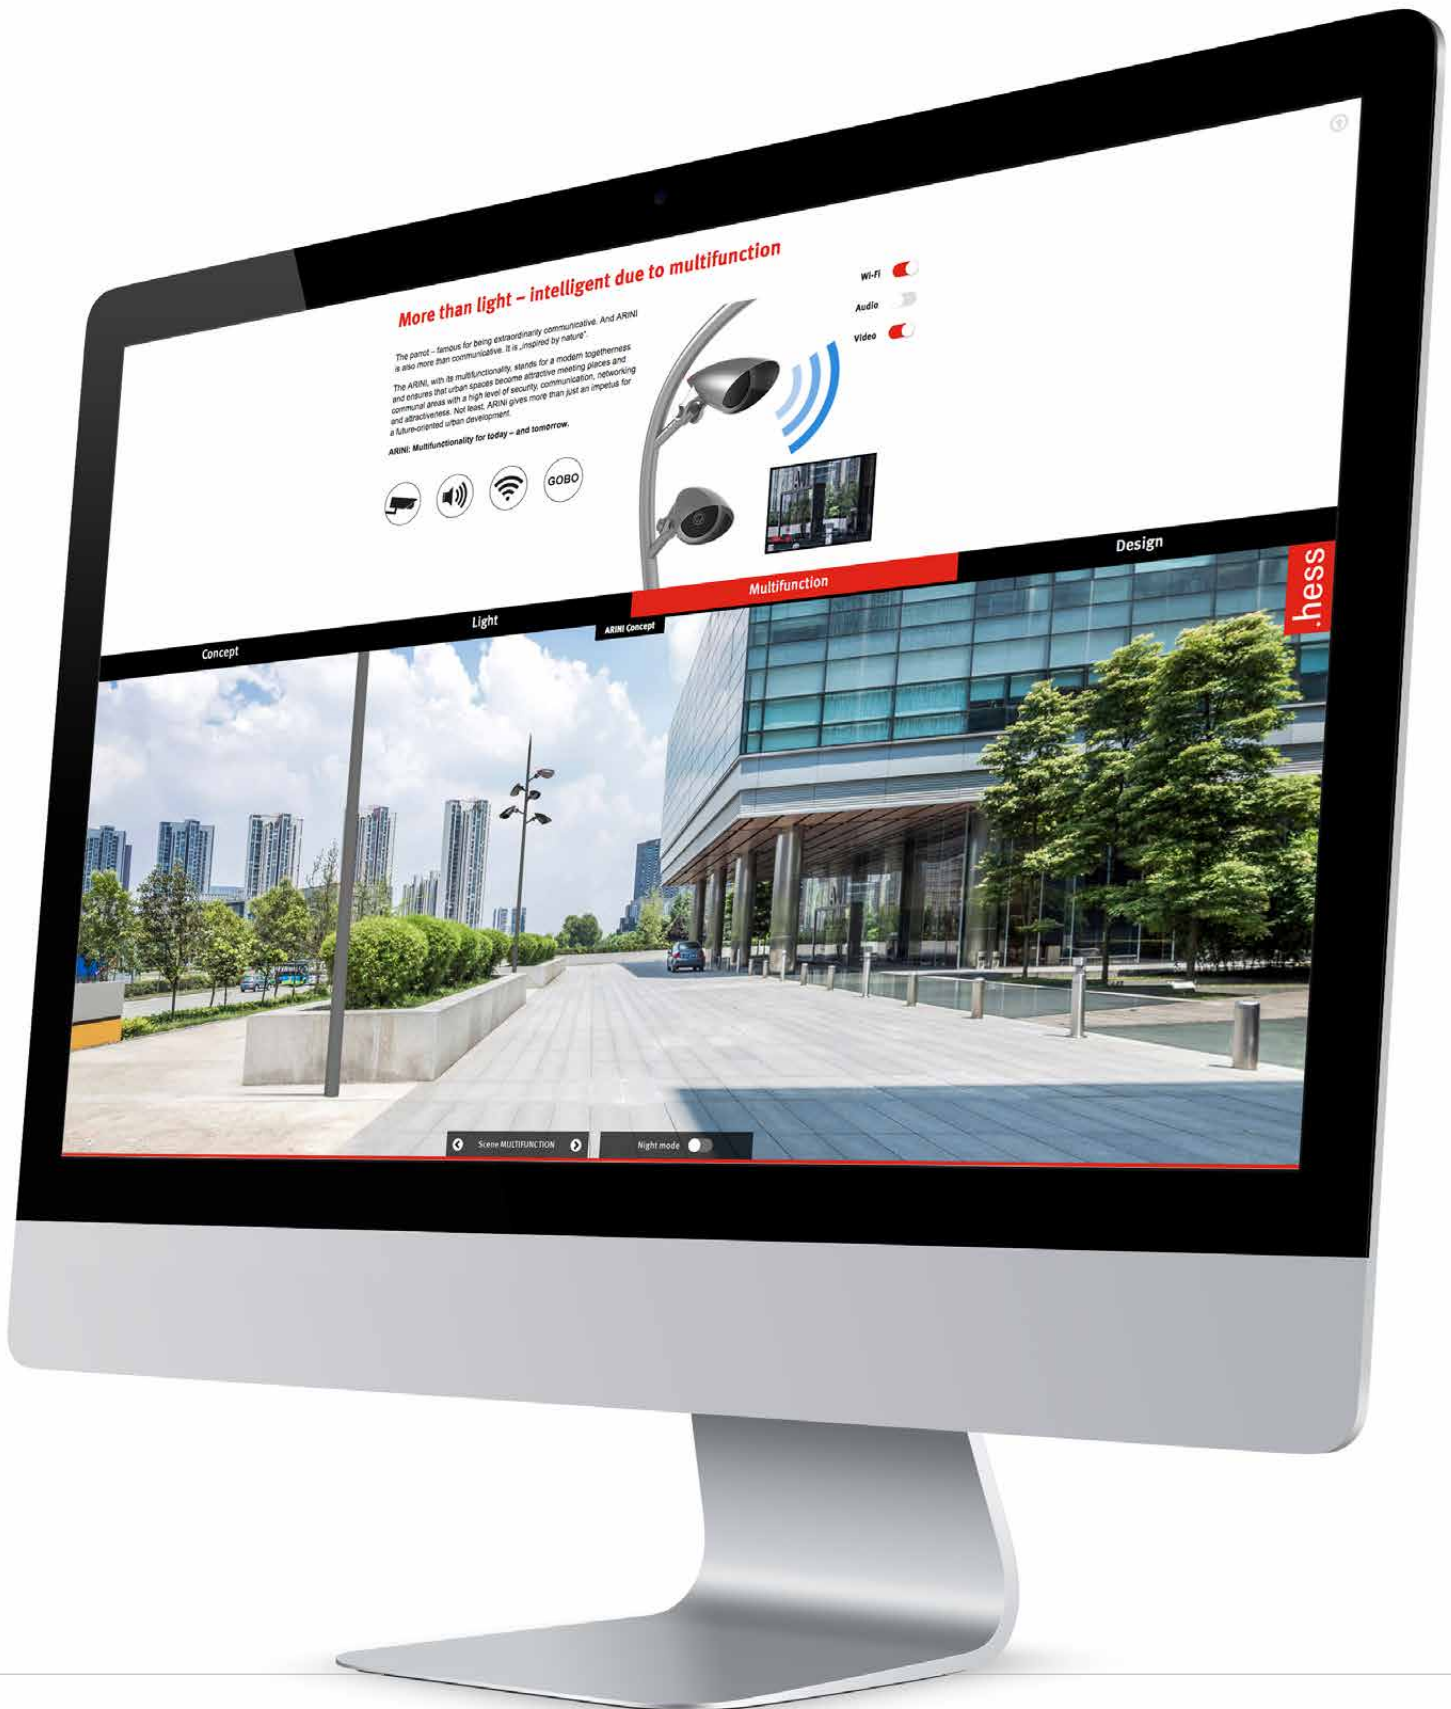 More than light – intelligent due to multifunction
The parrot – famous for being extraordinarily communicative. And ARINI
is also more than communicative. It is „inspired by nature“.
The ARINI, with its multifunctionality, stands for a modern togetherness
and ensures that urban spaces become attractive meeting places and
communal areas with a high level of security, communication, networking
and attractiveness. Not least, ARINI gives more than just an impetus for
a future-oriented urban development.
ARINI: Multifunctionality for today – and tomorrow.
GOBO
Wi-Fi
Audio
Video
Concept
Light
Multifunction
Design
ARINI Concept
.hess
Scene MULTIFUNCTION
Night mode